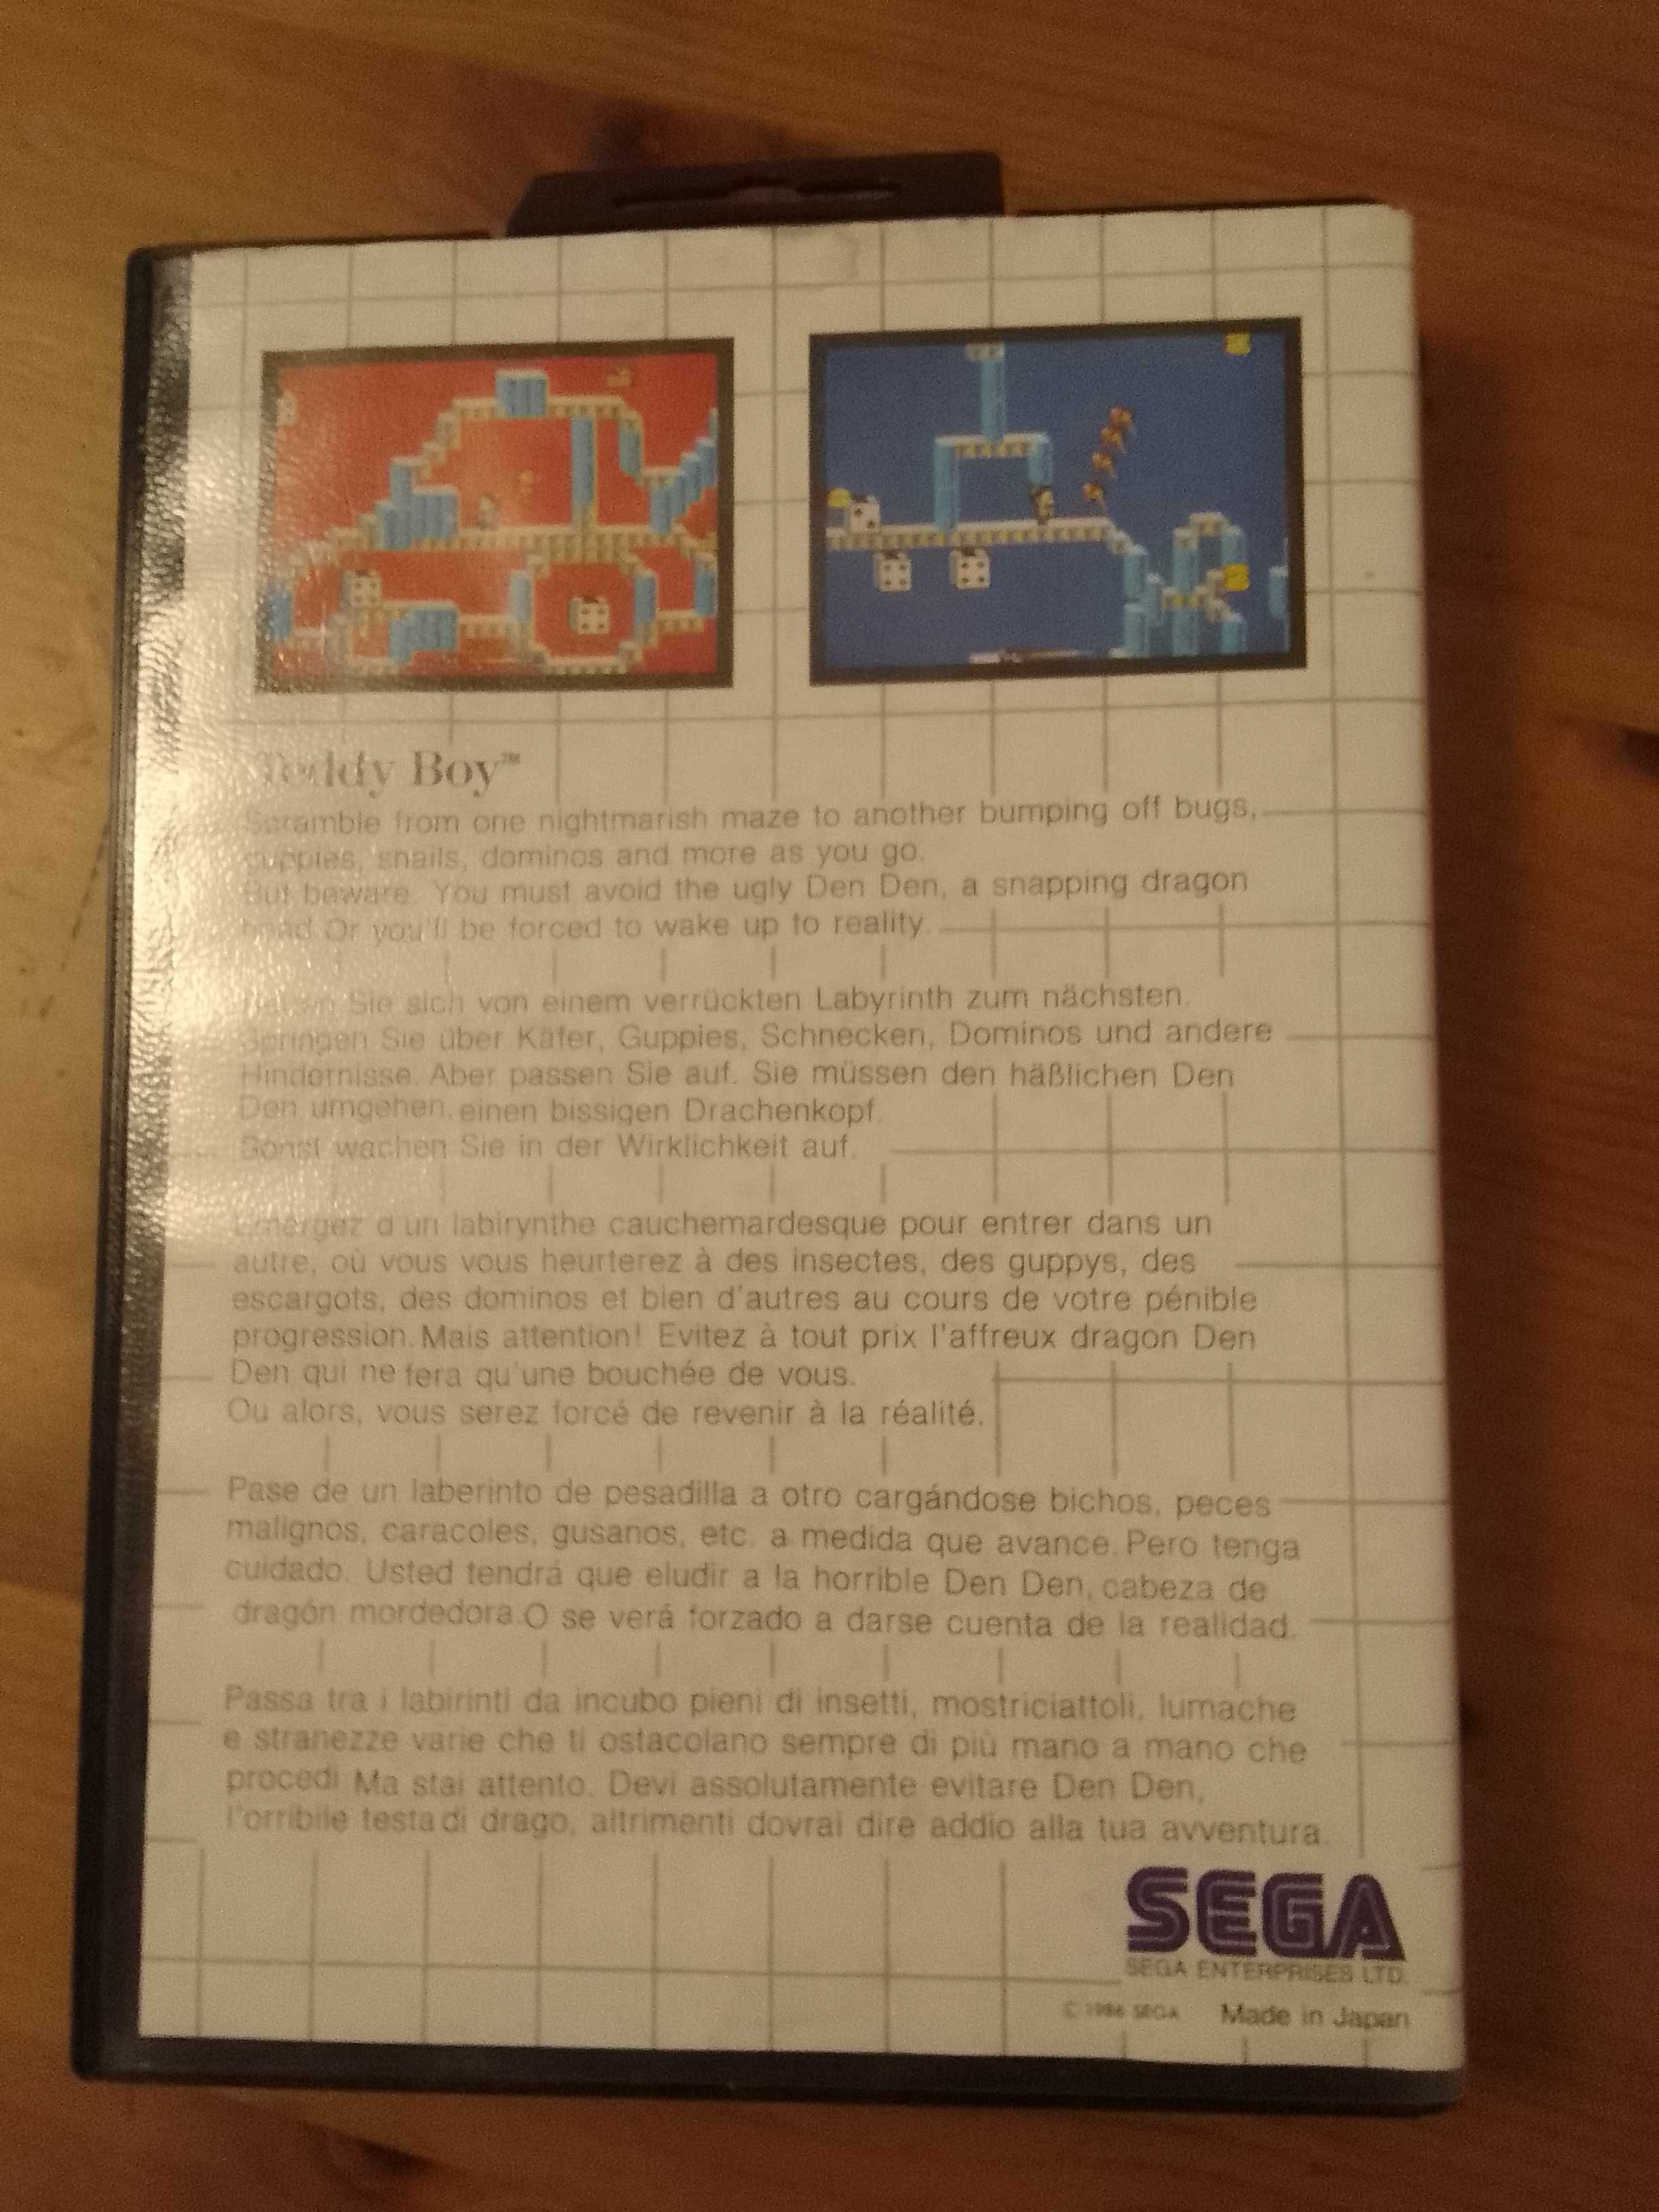 Teddy Boy™
Scramble from one nightmarish maze to another bumping off bugs,
guppies, snails, dominos and more as you go.
But beware. You must avoid the ugly Den Den, a snapping dragon
head. Or you'll be forced to wake up to reality.
Sie sich von einem verrückten Labyrinth zum nächsten.
Springen Sie über Käfer, Guppies, Schnecken, Dominos und andere
Hindernisse. Aber passen Sie auf. Sie müssen den häßlichen Den
Den umgehen, einen bissigen Drachenkopf.
Sonst wachen Sie in der Wirklichkeit auf.
Emergez d'un labirynthe cauchemardesque pour entrer dans un
autre, où vous vous heurterez à des insectes, des guppys, des
escargots, des dominos et bien d'autres au cours de votre pénible
progression. Mais attention! Evitez à tout prix l'affreux dragon Den
Den qui ne fera qu'une bouchée de vous.
Ou alors, vous serez forcé de revenir à la réalité.
Pase de un laberinto de pesadilla a otro cargándose bichos, peces
malignos, caracoles, gusanos, etc. a medida que avance. Pero tenga
cuidado. Usted tendrá que eludir a la horrible Den Den, cabeza de
dragón mordedora. O se verá forzado a darse cuenta de la realidad.
Passa tra i labirinti da incubo pieni di insetti, mostriciattoli, lumache
e stranezze varie che ti ostacolano sempre di più mano a mano che
procedi. Ma stai attento. Devi assolutamente evitare Den Den,
l'orribile testa di drago, altrimenti dovrai dire addio alla tua avventura.
SEGA
SEGA ENTERPRISES LTD.
© 1986 SEGA Made in Japan